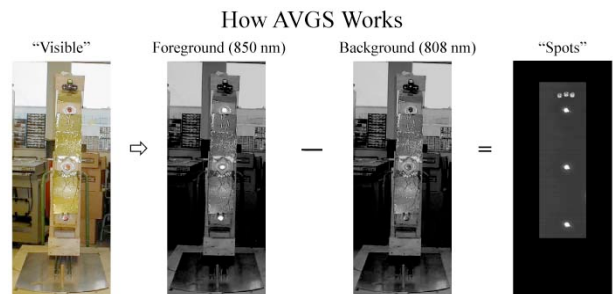 How AVGS Works
“Visible”
Foreground (850 nm)
Background (808 nm)
“Spots”
—
=